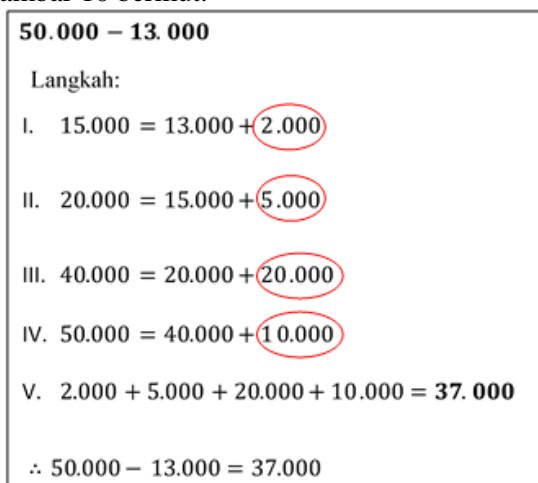 50.000 − 13.000
Langkah:
I. 15.000 = 13.000 + 2.000
II. 20.000 = 15.000 + 5.000
III. 40.000 = 20.000 + 20.000
IV. 50.000 = 40.000 + 10.000
V. 2.000 + 5.000 + 20.000 + 10.000 = 37.000
∴ 50.000 − 13.000 = 37.000